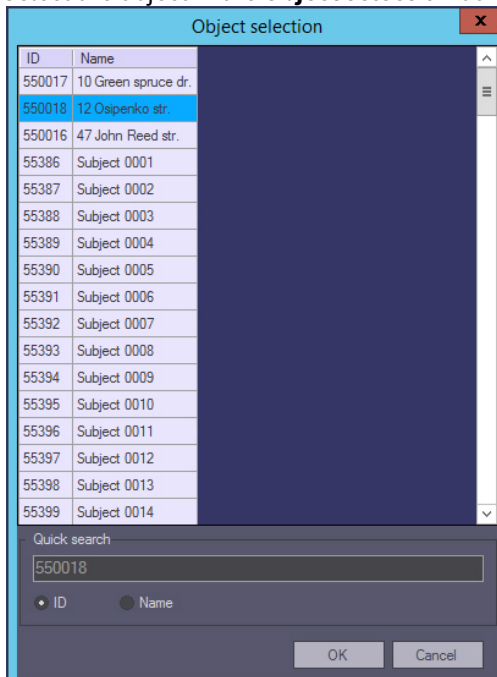 Object selection x
ID Name
550017 10 Green spruce dr.
550018 12 Osipenko str.
550016 47 John Reed str.
55386 Subject 0001
55387 Subject 0002
55388 Subject 0003
55389 Subject 0004
55390 Subject 0005
55391 Subject 0006
55392 Subject 0007
55393 Subject 0008
55394 Subject 0009
55395 Subject 0010
55396 Subject 0011
55397 Subject 0012
55398 Subject 0013
55399 Subject 0014
Quick search
550018
ID Name
OK Cancel